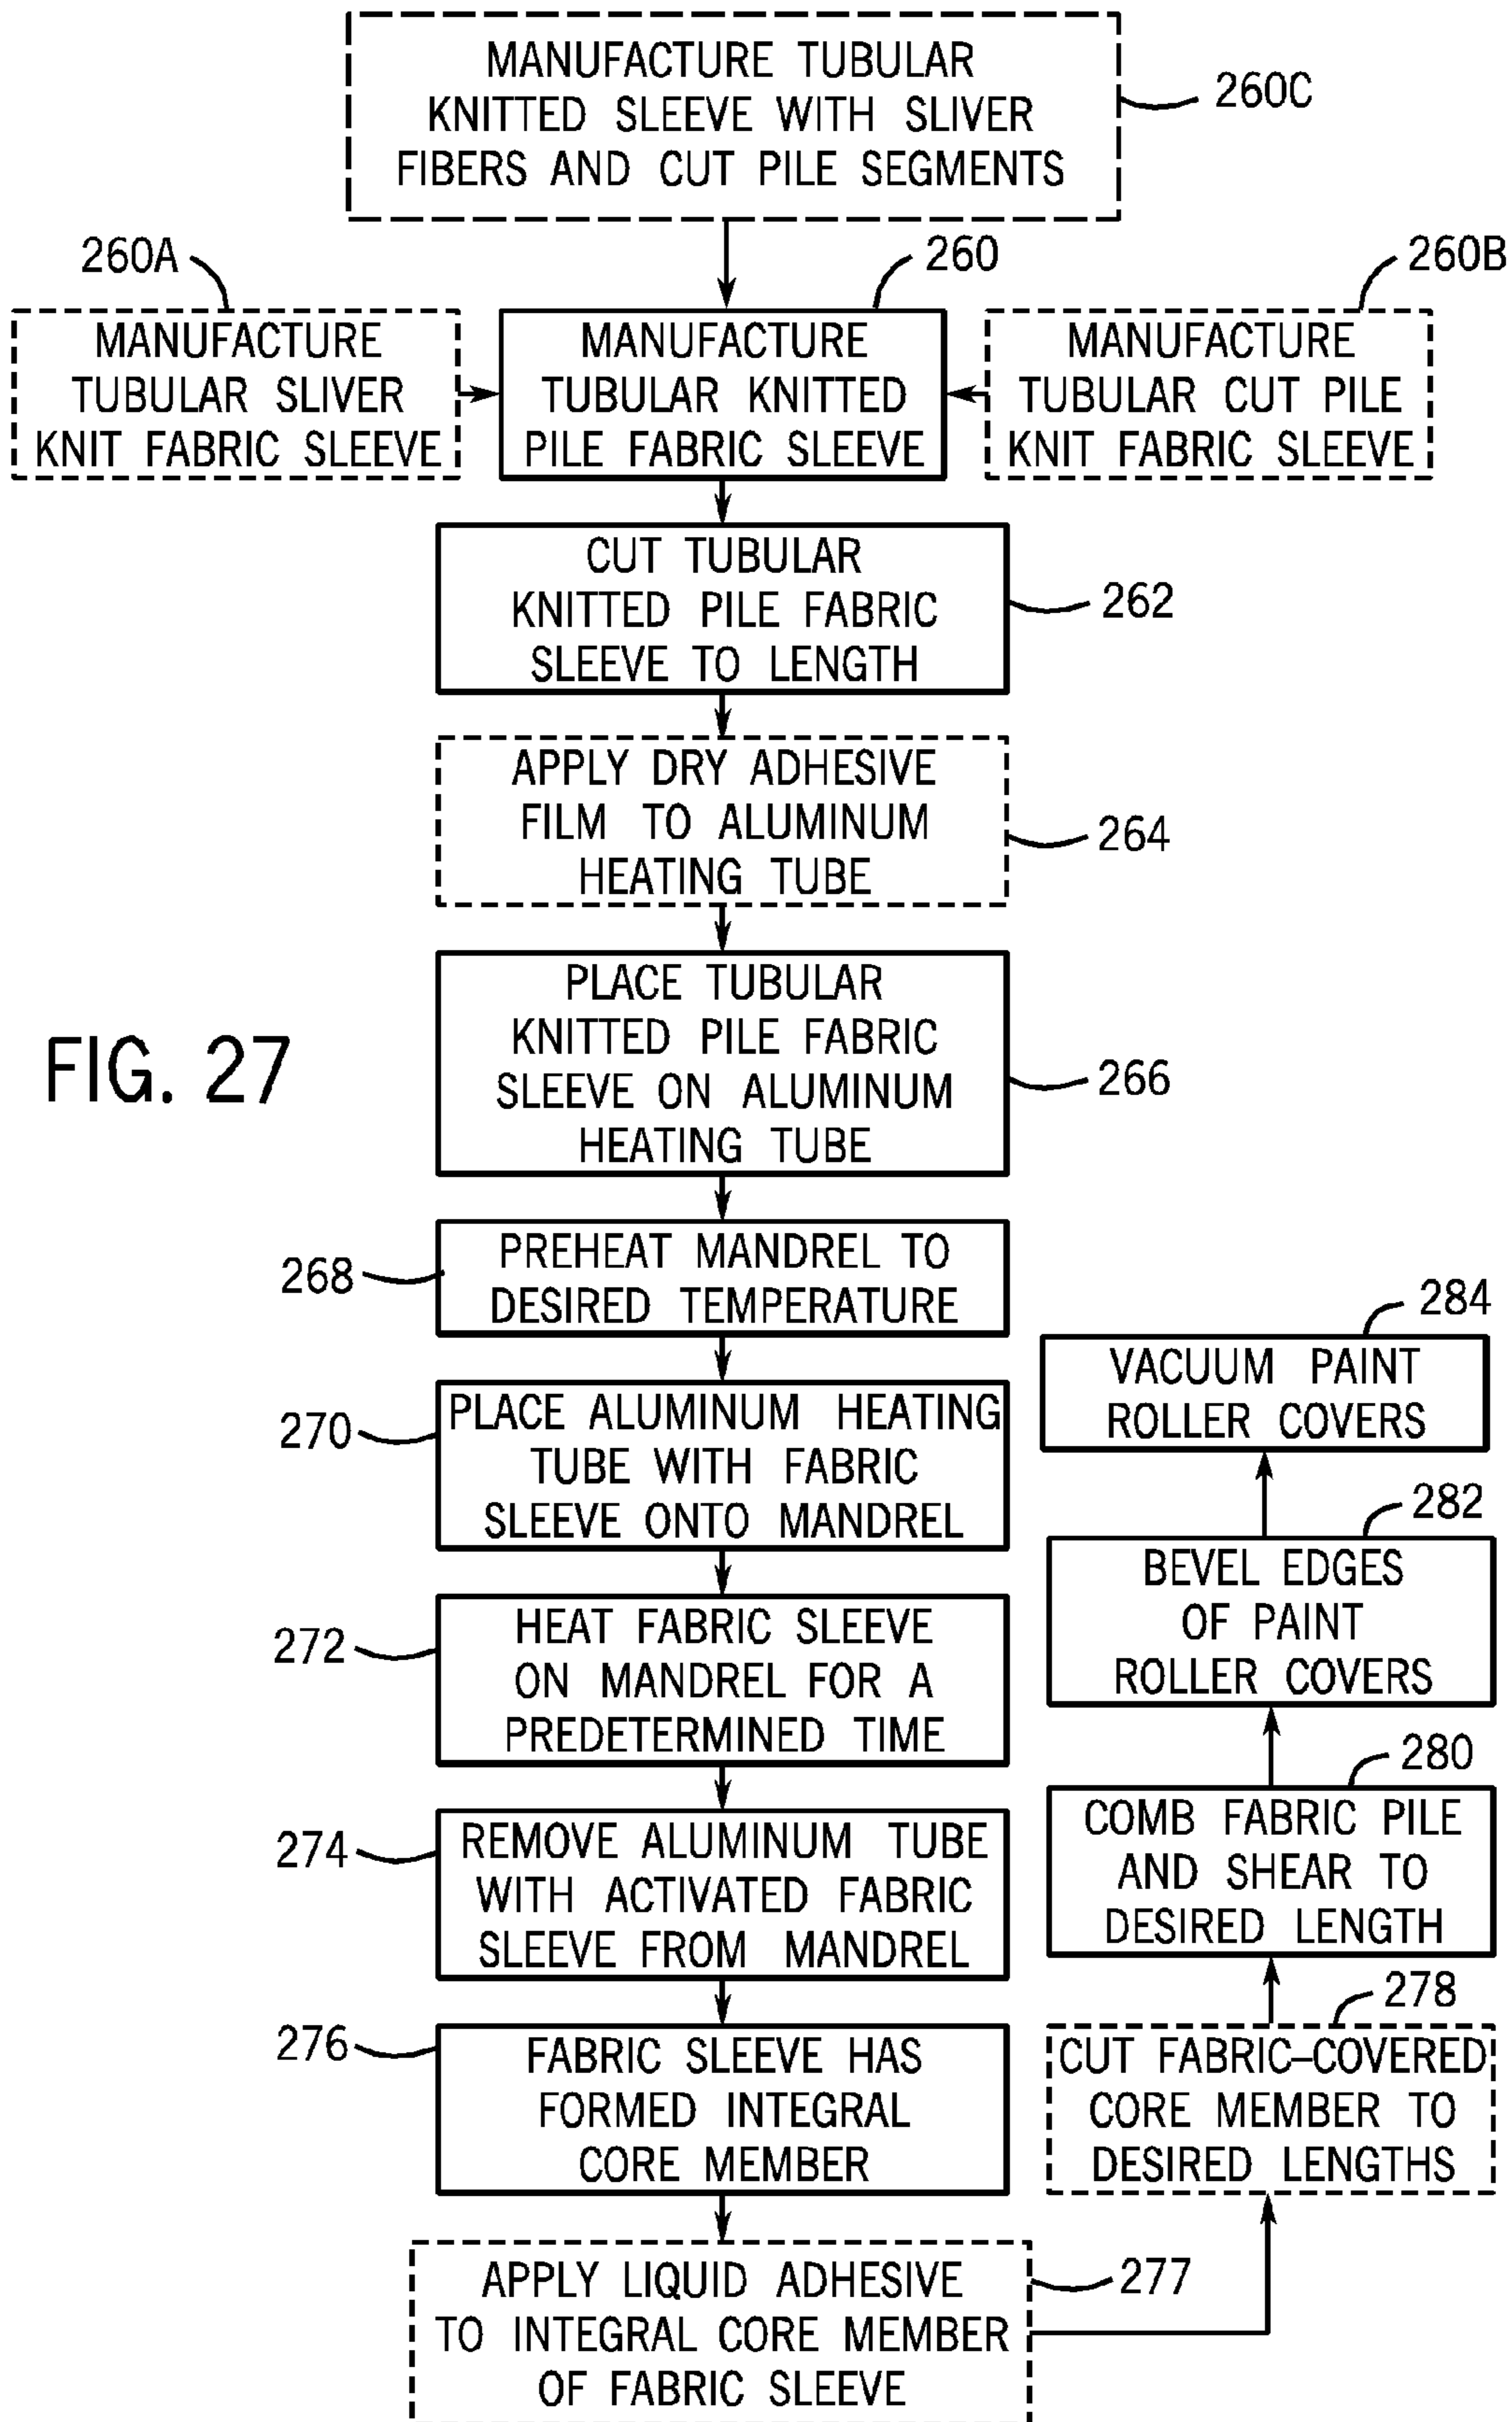 MANUFACTURE TUBULAR
KNITTED SLEEVE WITH SLIVER
FIBERS AND CUT PILE SEGMENTS
260C
260A
260
260B
MANUFACTURE
TUBULAR SLIVER
KNIT FABRIC SLEEVE
MANUFACTURE
TUBULAR KNITTED
PILE FABRIC SLEEVE
MANUFACTURE
TUBULAR CUT PILE
KNIT FABRIC SLEEVE
CUT TUBULAR
KNITTED PILE FABRIC
SLEEVE TO LENGTH
262
APPLY DRY ADHESIVE
FILM TO ALUMINUM
HEATING TUBE
264
FIG. 27
PLACE TUBULAR
KNITTED PILE FABRIC
SLEEVE ON ALUMINUM
HEATING TUBE
266
268
PREHEAT MANDREL TO
DESIRED TEMPERATURE
270
PLACE ALUMINUM HEATING
TUBE WITH FABRIC
SLEEVE ONTO MANDREL
272
HEAT FABRIC SLEEVE
ON MANDREL FOR A
PREDETERMINED TIME
274
REMOVE ALUMINUM TUBE
WITH ACTIVATED FABRIC
SLEEVE FROM MANDREL
276
FABRIC SLEEVE HAS
FORMED INTEGRAL
CORE MEMBER
APPLY LIQUID ADHESIVE
TO INTEGRAL CORE MEMBER
OF FABRIC SLEEVE
277
278
CUT FABRIC-COVERED
CORE MEMBER TO
DESIRED LENGTHS
280
COMB FABRIC PILE
AND SHEAR TO
DESIRED LENGTH
282
BEVEL EDGES
OF PAINT
ROLLER COVERS
284
VACUUM PAINT
ROLLER COVERS